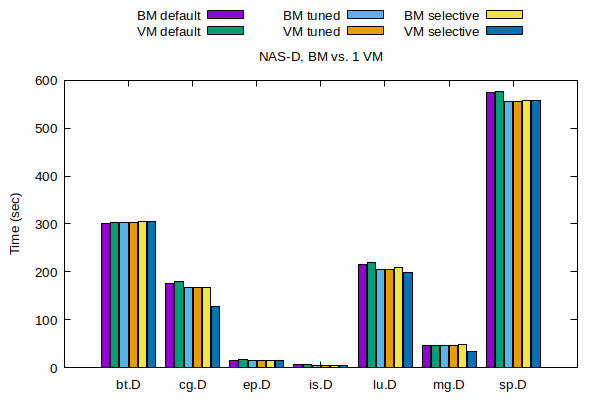 BM default BM tuned BM selective
VM default VM tuned VM selective
NAS-D, BM vs. 1 VM
Time (sec)
600
500
400
300
200
100
0
bt.D cg.D ep.D is.D lu.D mg.D sp.D